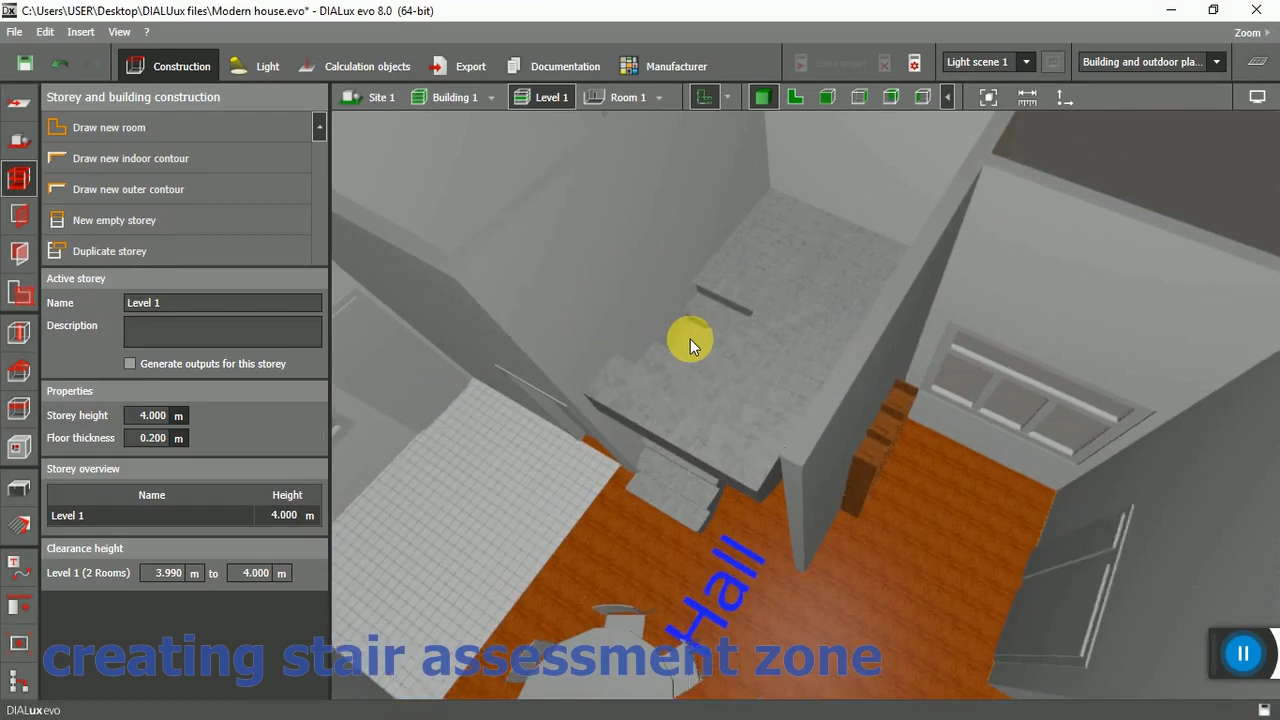 C:\Users\USER\Desktop\DIALUux files\Modern house.evo* - DIALux evo 8.0 (64-bit)
File Edit Insert View ?
Zoom
Construction Light Calculation objects Export Documentation Manufacturer
Light scene 1 Building and outdoor pla...
Storey and building construction
Site 1 Building 1 Level 1 Room 1
Draw new room
Draw new indoor contour
Draw new outer contour
New empty storey
Duplicate storey
Active storey
Name Level 1
Description
Generate outputs for this storey
Properties
Storey height 4.000 m
Floor thickness 0.200 m
Storey overview
Name Height
Level 1 4.000 m
Clearance height
Level 1 (2 Rooms) 3.990 m to 4.000 m
Hall
creating stair assessment zone
DIALux evo